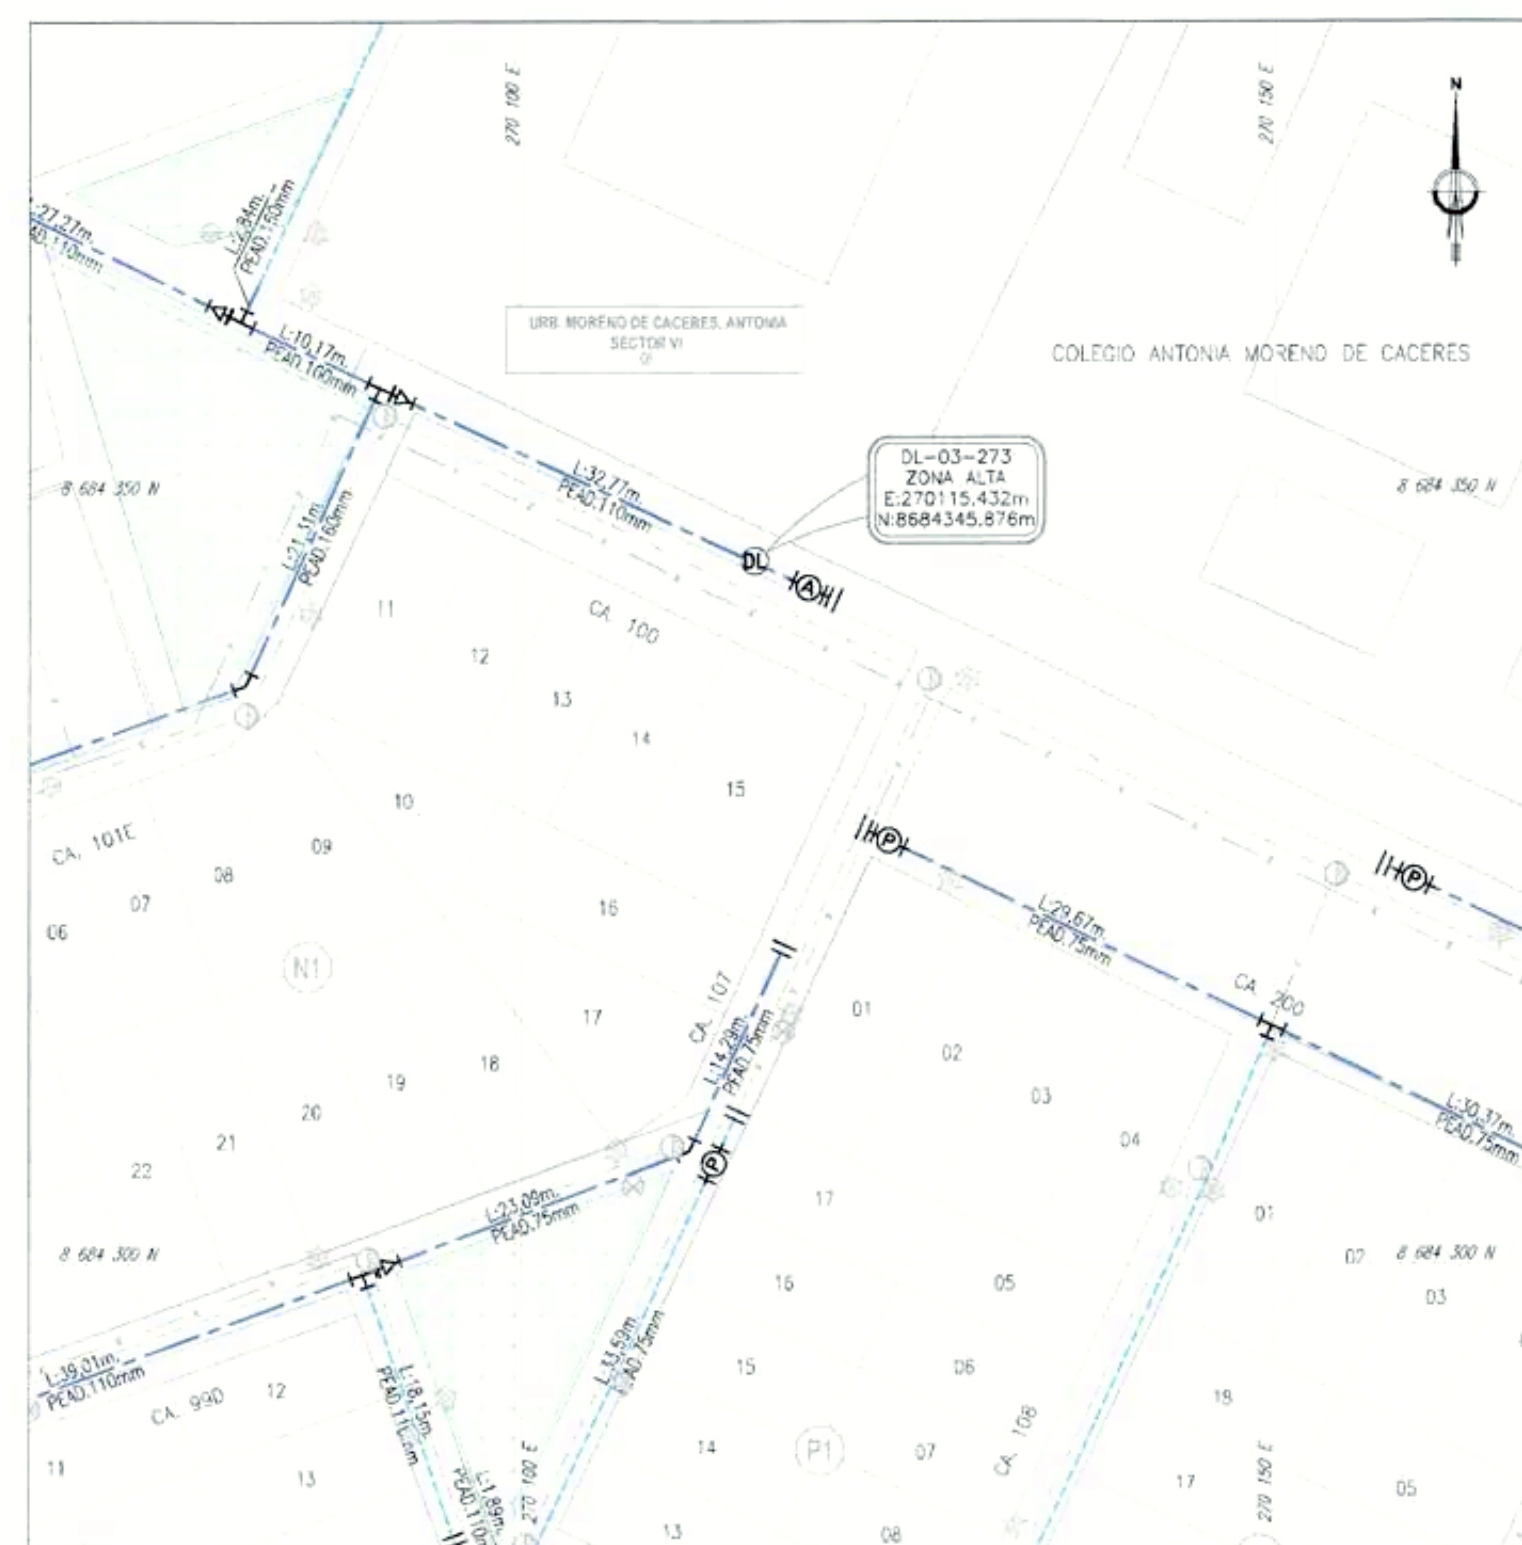 270 100 E
270 150 E
N
L:2,84m.
PEAD.160mm
L:27,27m.
PEAD.110mm
L:10,17m.
PEAD.160mm
URB. MORENO DE CACERES, ANTONIA
SECTOR VI
COLEGIO ANTONIA MORENO DE CACERES
8 684 350 N
L:32,77m.
PEAD.110mm
DL-03-273
ZONA ALTA
E:270115.432m
N:8684345.876m
8 684 350 N
L:21,31m.
PEAD.160mm
DL
A
11
12
CA. 100
13
14
15
10
09
08
07
06
CA. 101E
P
P
16
L:29,67m.
PEAD.75mm
N1
CA. 107
CA. 200
17
01
18
02
L:14,29m.
PEAD.75mm
19
03
20
04
L:30,37m.
PEAD.75mm
21
22
P
17
01
L:23,09m.
PEAD.75mm
8 684 300 N
02
8 684 300 N
16
05
03
L:33,59m.
15
06
L:39,01m.
PEAD.110mm
CA. 99D
12
L:18,15m.
PEAD.110mm
18
11
13
14
P1
07
CA. 108
17
270 150 E
05
L:1,89m.
270 100 E
13
08